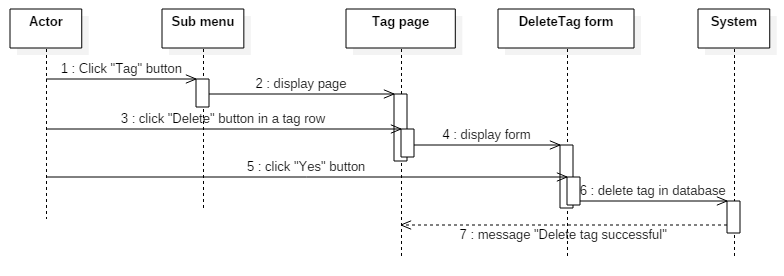 Actor
Sub menu
Tag page
DeleteTag form
System
1 : Click "Tag" button
2 : display page
3 : click "Delete" button in a tag row
4 : display form
5 : click "Yes" button
6 : delete tag in database
7 : message "Delete tag successful"